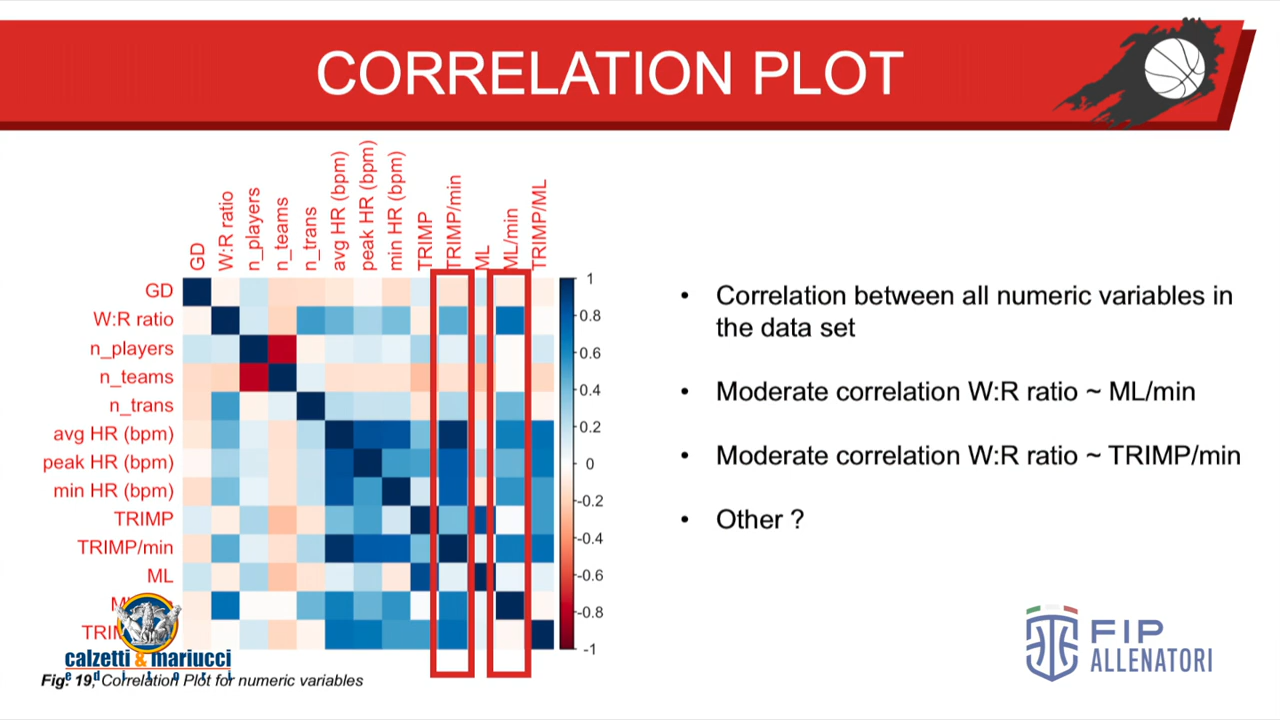 CORRELATION PLOT
GD
W:R ratio
n_players
n_teams
n_trans
avg HR (bpm)
peak HR (bpm)
min HR (bpm)
TRIMP
TRIMP/min
ML
ML/min
TRIMP/ML
GD
W:R ratio
n_players
n_teams
n_trans
avg HR (bpm)
peak HR (bpm)
min HR (bpm)
TRIMP
TRIMP/min
ML
1
0.8
0.6
0.4
0.2
0
-0.2
-0.4
-0.6
-0.8
-1
calzetti & mariucci
editori
Fig. 19, Correlation Plot for numeric variables
• Correlation between all numeric variables in
the data set
• Moderate correlation W:R ratio ~ ML/min
• Moderate correlation W:R ratio ~ TRIMP/min
• Other ?
FIP
ALLENATORI